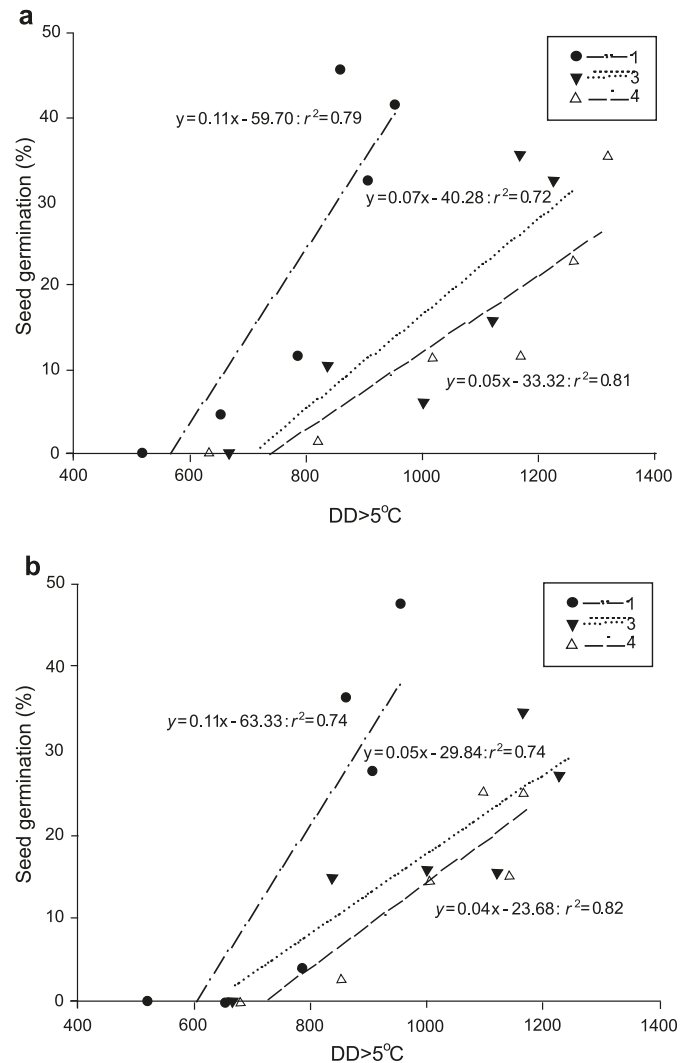 a
50
40
30
20
10
0
Seed germination (%)
1
3
4
y=0.11x−59.70: r²=0.79
y=0.07x−40.28: r²=0.72
y=0.05x−33.32: r²=0.81
400 600 800 1000 1200 1400
DD>5°C
b
50
40
30
20
10
0
Seed germination (%)
1
3
4
y=0.11x−63.33: r²=0.74
y=0.05x−29.84: r²=0.74
y=0.04x−23.68: r²=0.82
400 600 800 1000 1200 1400
DD>5°C